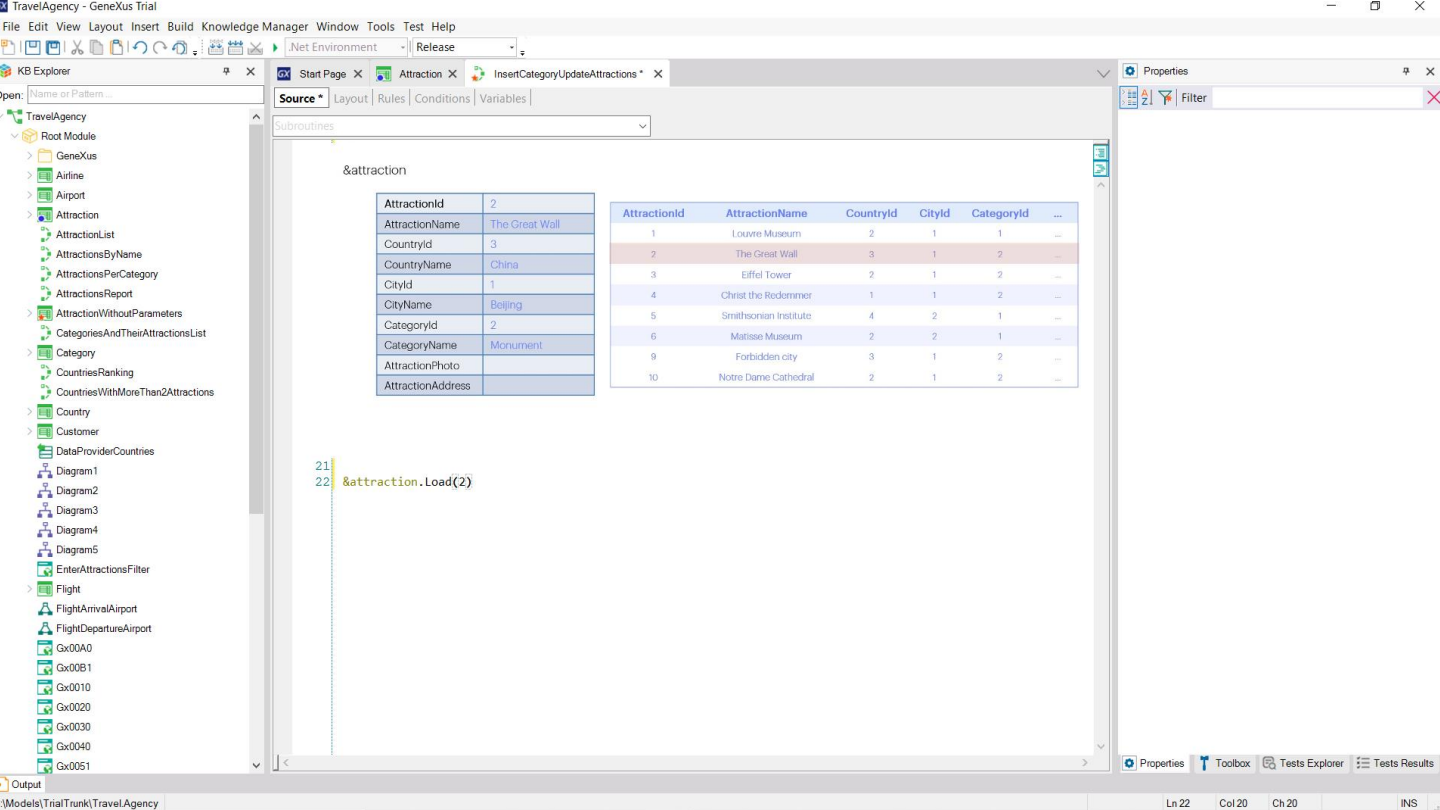 TravelAgency - GeneXus Trial
File Edit View Layout Insert Build Knowledge Manager Window Tools Test Help
.Net Environment Release
KB Explorer
Open: Name or Pattern ...
TravelAgency
Root Module
GeneXus
Airline
Airport
Attraction
AttractionList
AttractionsByName
AttractionsPerCategory
AttractionsReport
AttractionWithoutParameters
CategoriesAndTheirAttractionsList
Category
CountriesRanking
CountriesWithMoreThan2Attractions
Country
Customer
DataProviderCountries
Diagram1
Diagram2
Diagram3
Diagram4
Diagram5
EnterAttractionsFilter
Flight
FlightArrivalAirport
FlightDepartureAirport
Gx00A0
Gx00B1
Gx0010
Gx0020
Gx0030
Gx0040
Gx0051
Start Page Attraction InsertCategoryUpdateAttractions *
Source * Layout Rules Conditions Variables
Subroutines
&attraction
AttractionId 2
AttractionName The Great Wall
CountryId 3
CountryName China
CityId 1
CityName Beijing
CategoryId 2
CategoryName Monument
AttractionPhoto
AttractionAddress
AttractionId AttractionName CountryId CityId CategoryId ...
1 Louvre Museum 2 1 1 ...
2 The Great Wall 3 1 2 ...
3 Eiffel Tower 2 1 2 ...
4 Christ the Redemmer 1 1 2 ...
5 Smithsonian Institute 4 2 1 ...
6 Matisse Museum 2 2 1 ...
9 Forbidden city 3 1 2 ...
10 Notre Dame Cathedral 2 1 2 ...
21
22 &attraction.Load(2)
Properties
Filter
Properties Toolbox Tests Explorer Tests Results
Output
:\Models\TrialTrunk\Travel.Agency
Ln 22 Col 20 Ch 20 INS